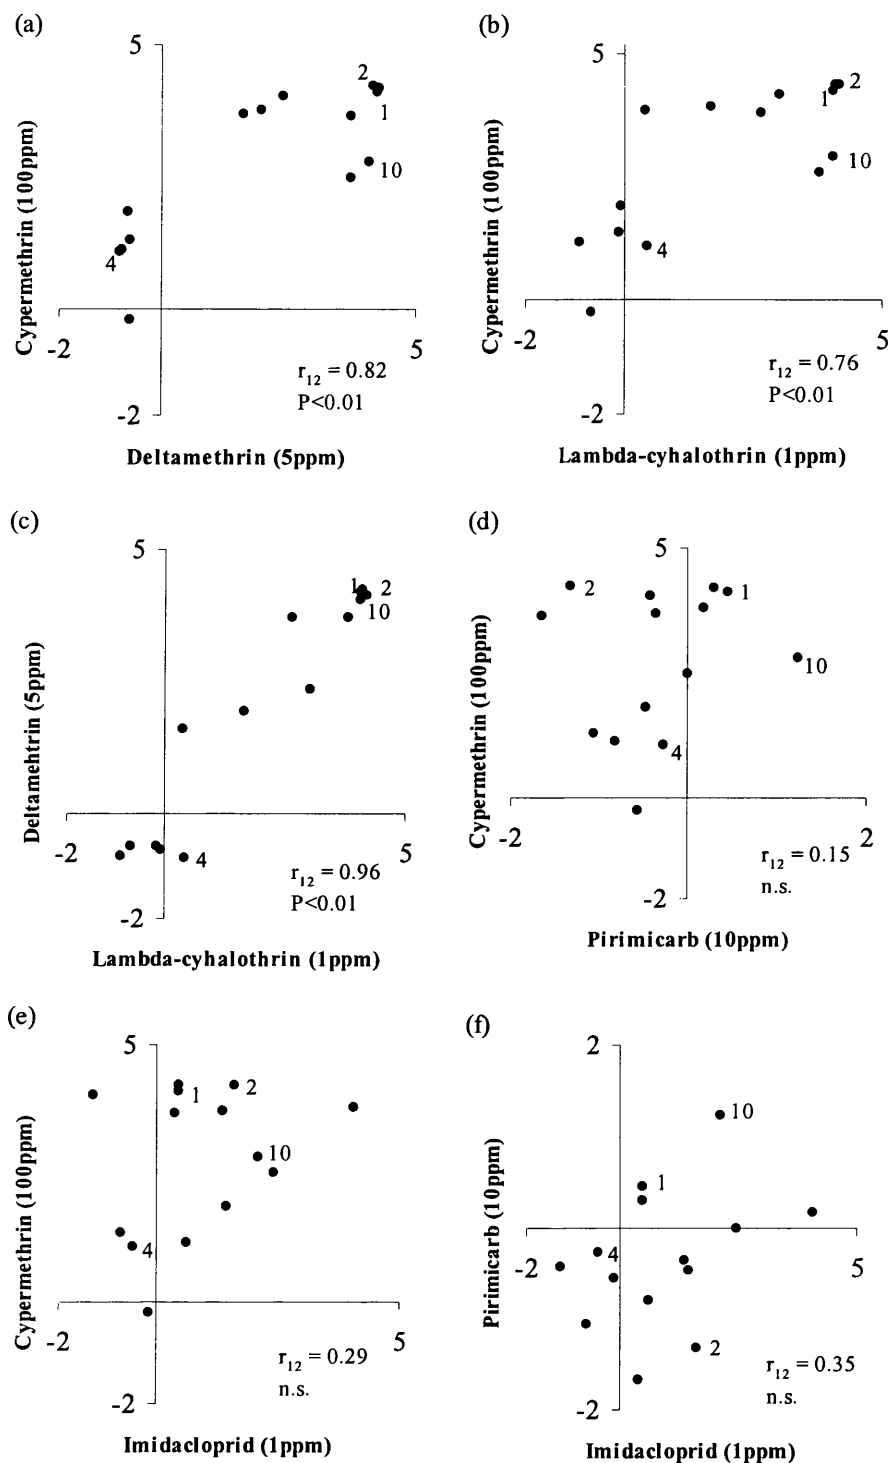 (a)
5
2
1
10
4
-2
5
-2
Cypermethrin (100ppm)
r12 = 0.82
P<0.01
Deltamethrin (5ppm)
(b)
5
2
1
10
4
-2
5
-2
Cypermethrin (100ppm)
r12 = 0.76
P<0.01
Lambda-cyhalothrin (1ppm)
(c)
5
1
2
10
4
-2
5
-2
Deltamehtrin (5ppm)
r12 = 0.96
P<0.01
Lambda-cyhalothrin (1ppm)
(d)
5
2
1
10
4
-2
2
-2
Cypermethrin (100ppm)
r12 = 0.15
n.s.
Pirimicarb (10ppm)
(e)
5
1
2
10
4
-2
5
-2
Cypermethrin (100ppm)
r12 = 0.29
n.s.
Imidacloprid (1ppm)
(f)
2
10
1
4
-2
5
2
-2
Pirimicarb (10ppm)
r12 = 0.35
n.s.
Imidacloprid (1ppm)